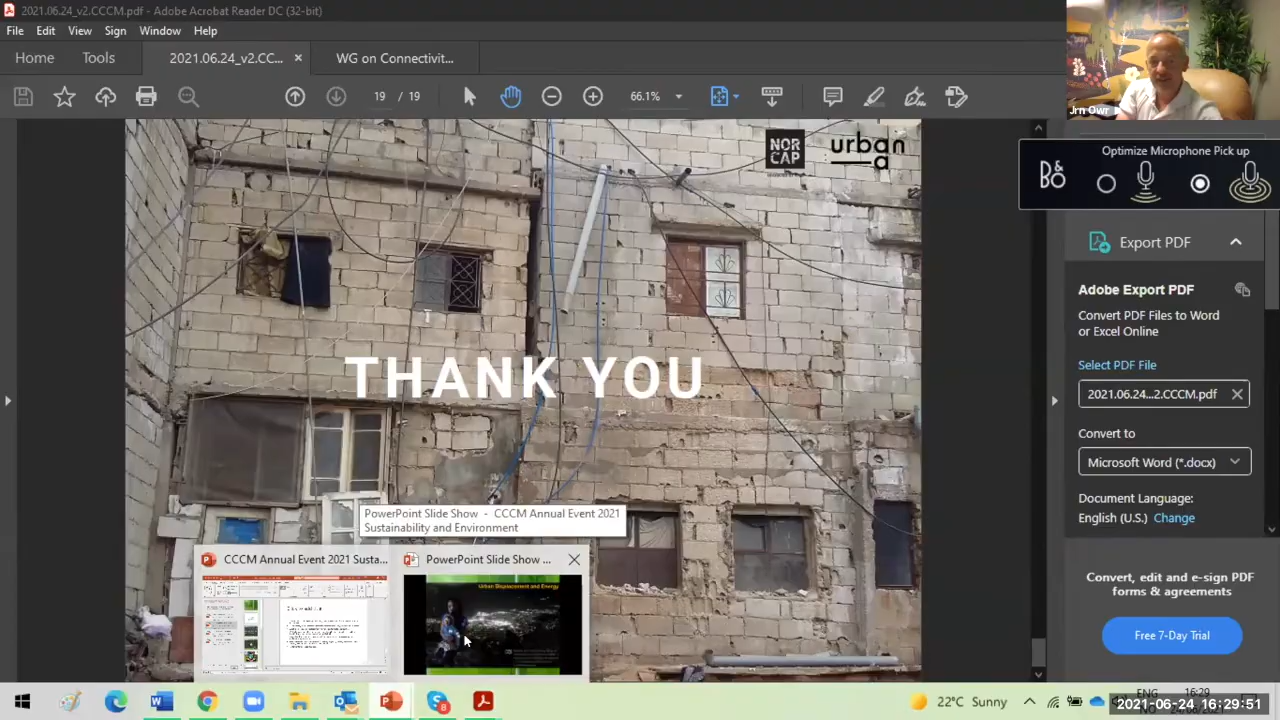 2021.06.24_v2.CCCM.pdf - Adobe Acrobat Reader DC (32-bit)
File Edit View Sign Window Help
Home Tools 2021.06.24_v2.CC... × WG on Connectivit...
19 / 19 66.1%
Jrn Owr
NOR
CAP
urban
a
Optimize Microphone Pick up
B&O
Export PDF
Adobe Export PDF
Convert PDF Files to Word
or Excel Online
Select PDF File
2021.06.24...2.CCCM.pdf
Convert to
Microsoft Word (*.docx)
Document Language:
English (U.S.) Change
Convert, edit and e-sign PDF
forms & agreements
Free 7-Day Trial
THANK YOU
PowerPoint Slide Show - CCCM Annual Event 2021
Sustainability and Environment
CCCM Annual Event 2021 Susta...
PowerPoint Slide Show ...
Urban Displacement and Energy
22°C Sunny
ENG
16:29
2021-06-24 16:29:51